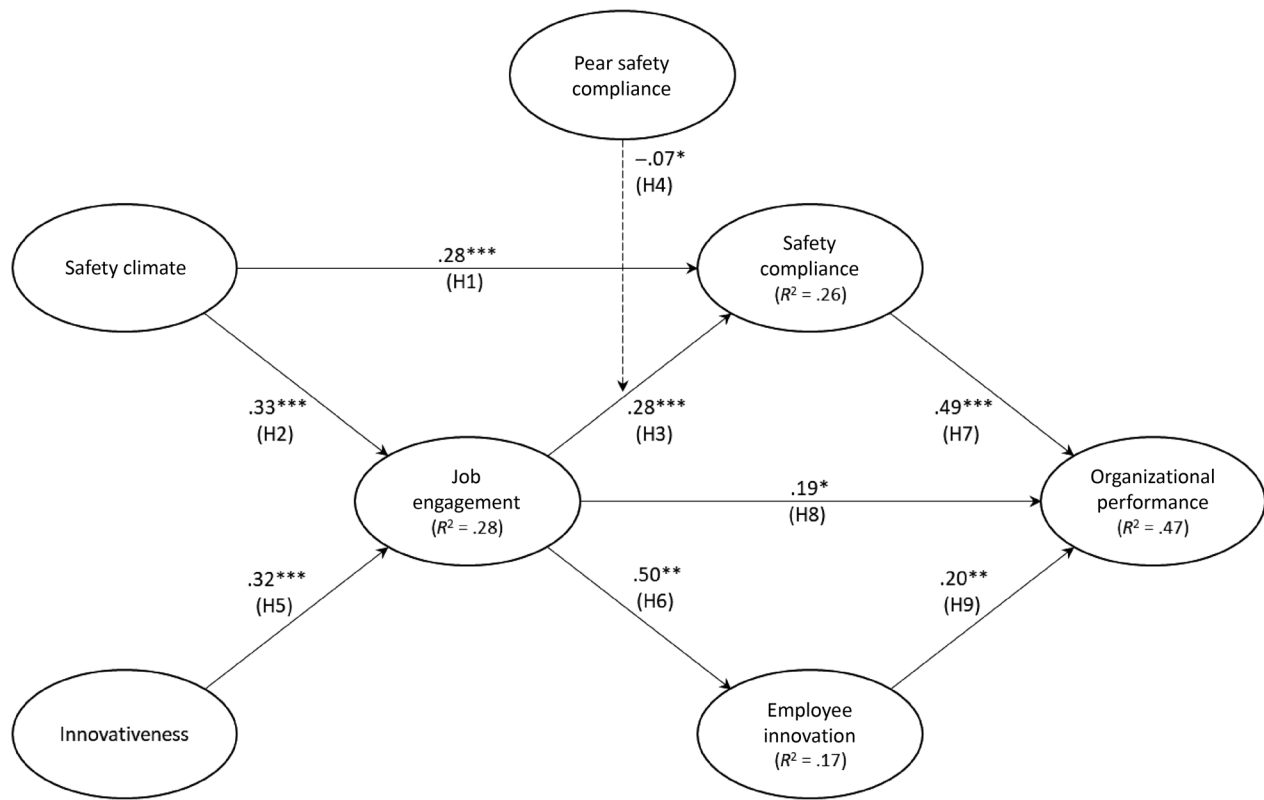 Pear safety
compliance
–.07*
(H4)
Safety climate
.28***
(H1)
Safety
compliance
(R² = .26)
.33***
(H2)
.28***
(H3)
.49***
(H7)
Job
engagement
(R² = .28)
.19*
(H8)
Organizational
performance
(R² = .47)
.32***
(H5)
.50**
(H6)
.20**
(H9)
Innovativeness
Employee
innovation
(R² = .17)